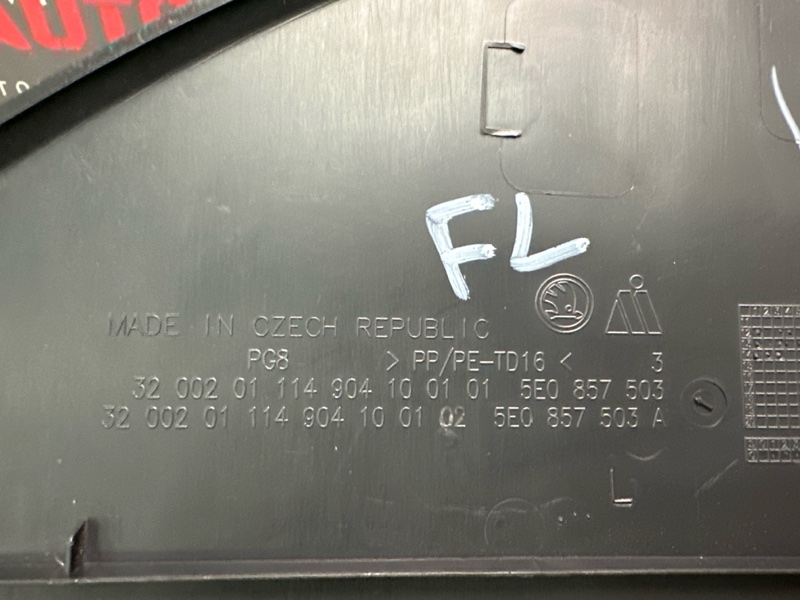 FL
MADE IN CZECH REPUBLIC
PG8 > PP/PE-TD16 < 3
32 002 01 114 904 10 01 01 5E0 857 503
32 002 01 114 904 10 01 02 5E0 857 503 A
L